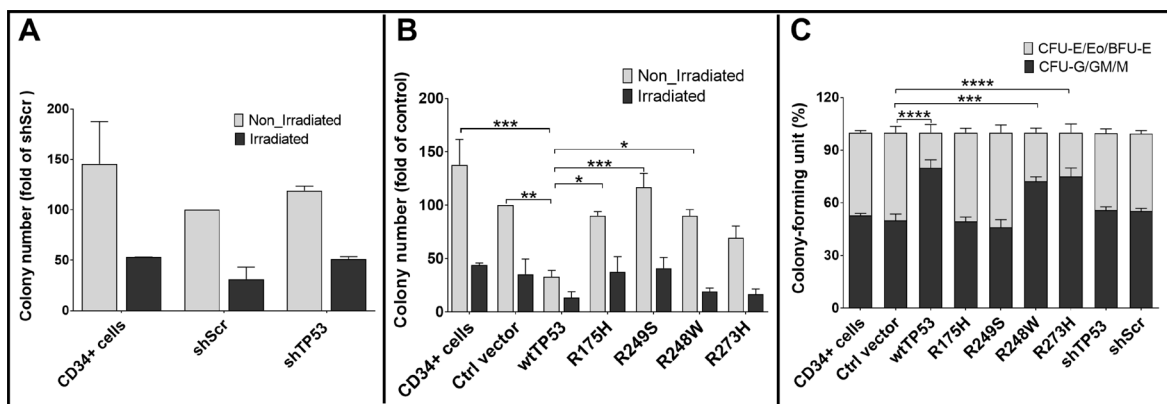 A
Colony number (fold of shScr )
200
150
100
50
0
Non_Irradiated
Irradiated
CD34+ cells
shScr
shTP53
B
Colony number (fold of control)
200
150
100
50
0
Non_Irradiated
Irradiated
***
*
***
*
**
CD34+ cells
Ctrl vector
wtTP53
R175H
R249S
R248W
R273H
C
CFU-E/Eo/BFU-E
CFU-G/GM/M
Colony-forming unit (%)
120
90
60
30
0
****
***
****
CD34+ cells
Ctrl vector
wtTP53
R175H
R249S
R248W
R273H
shTP53
shScr